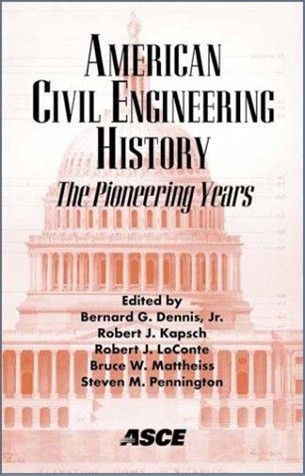 AMERICAN
CIVIL ENGINEERING
HISTORY
The Pioneering Years
Edited by
Bernard G. Dennis, Jr.
Robert J. Kapsch
Robert J. LoConte
Bruce W. Mattheiss
Steven M. Pennington
ASCE